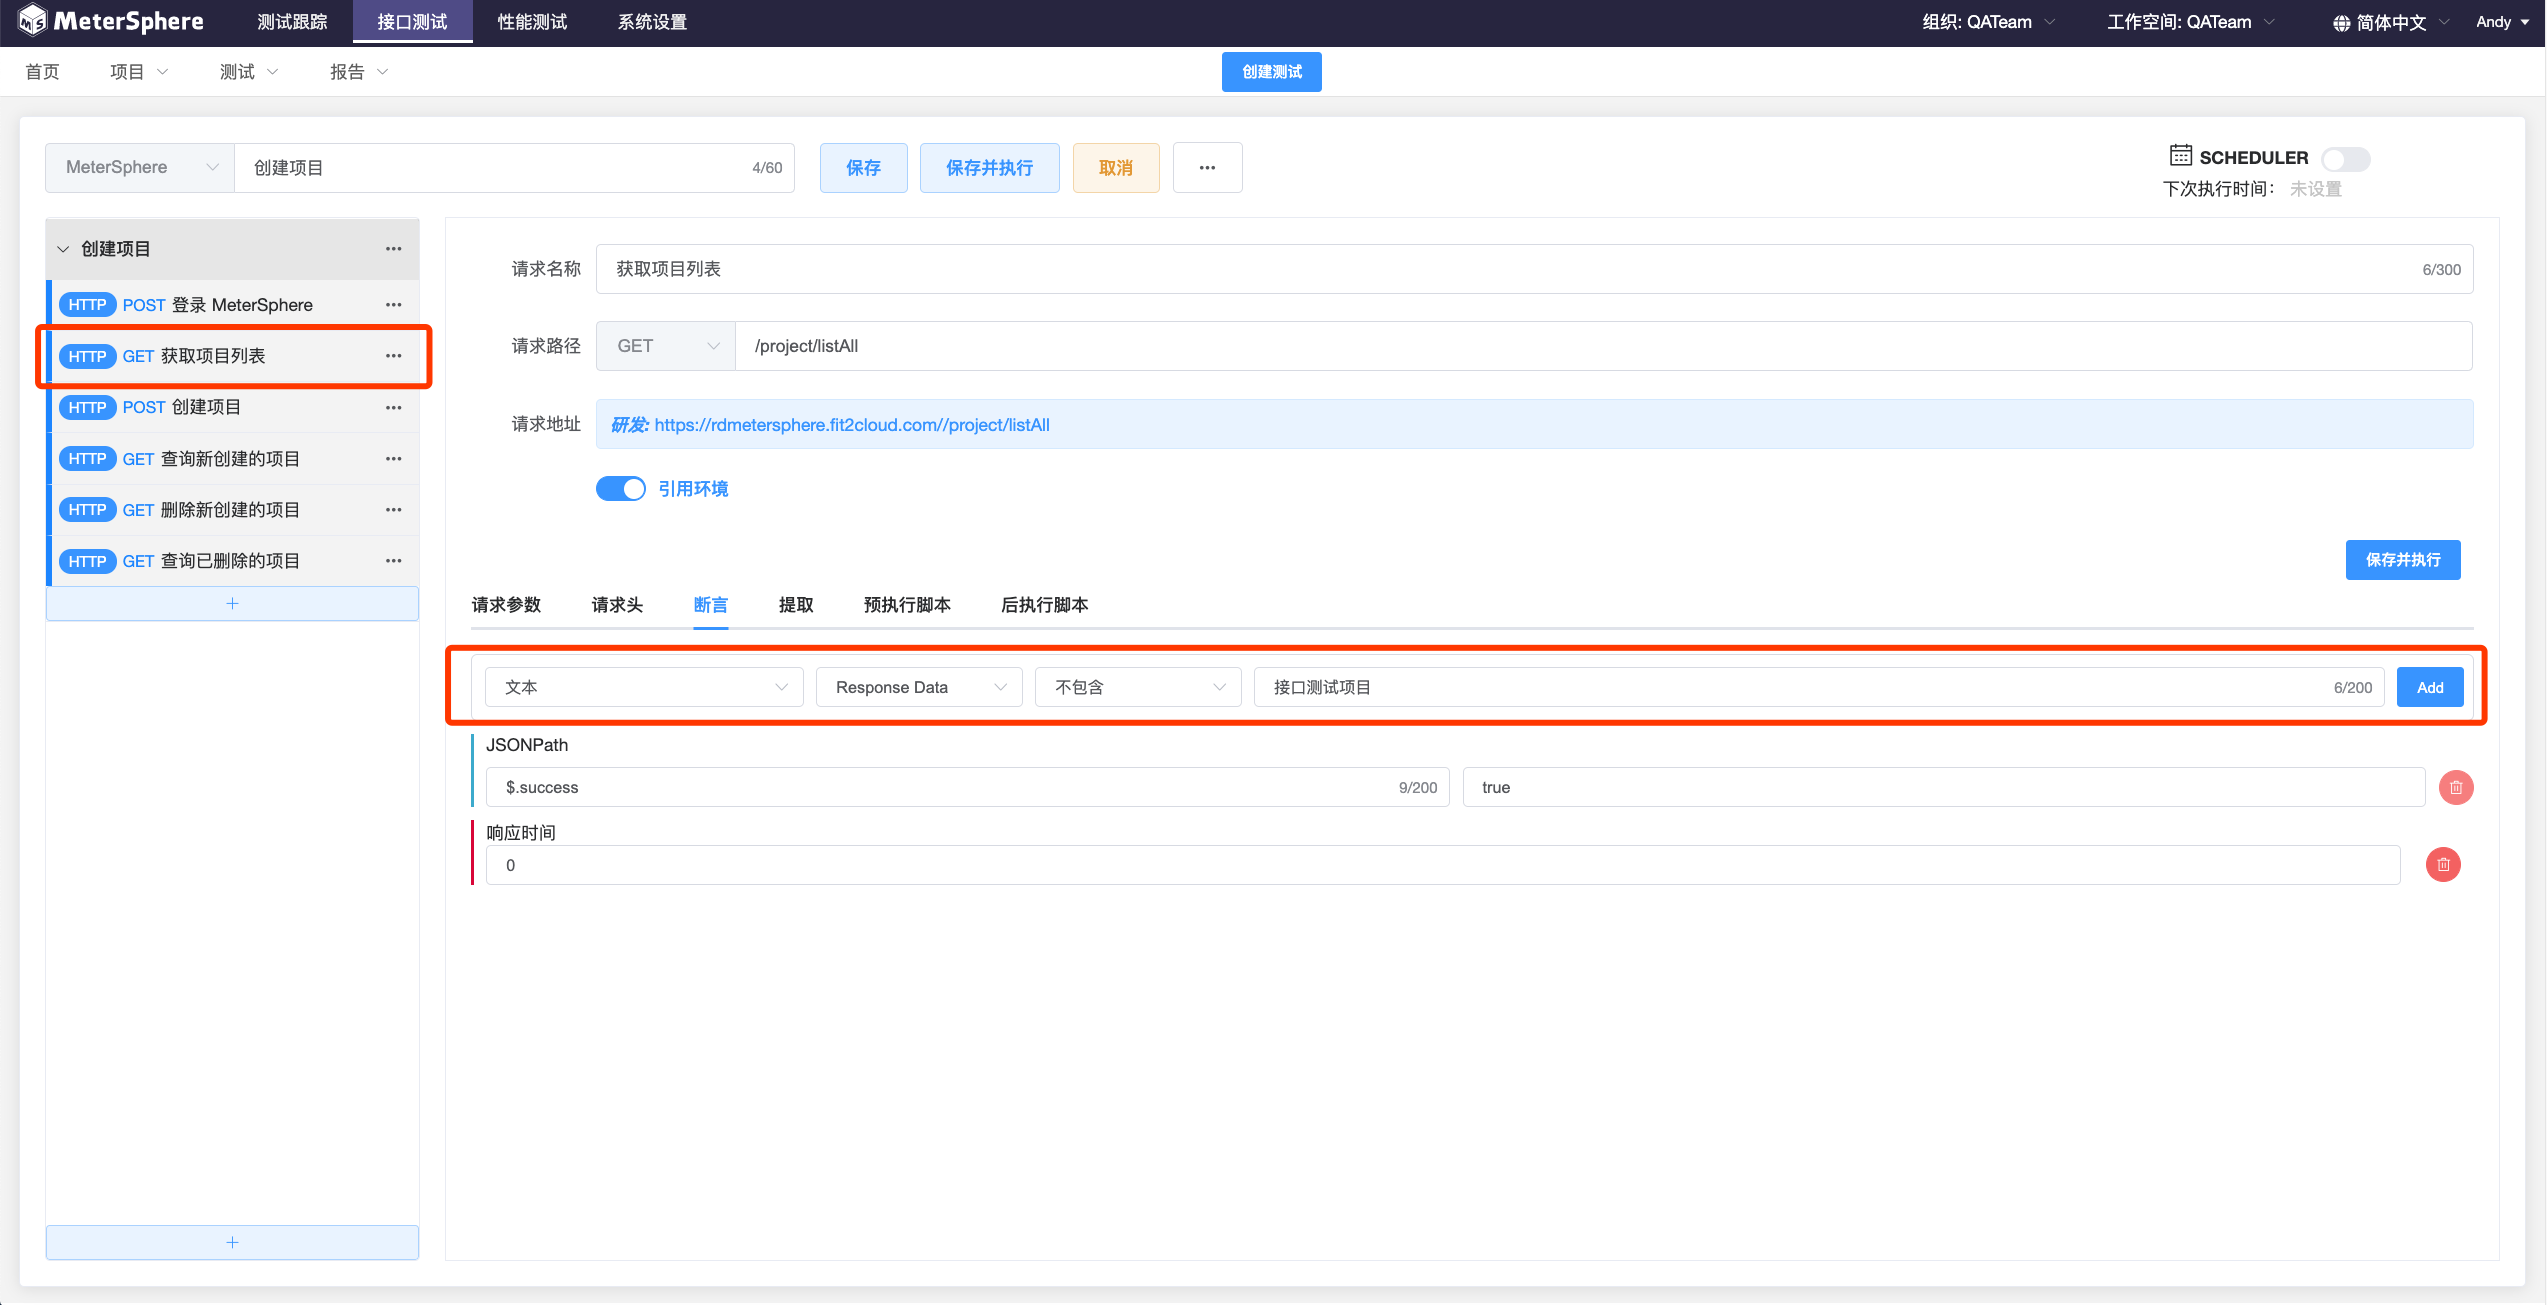 MeterSphere 测试跟踪 接口测试 性能测试 系统设置 组织: QATeam 工作空间: QATeam 简体中文 Andy
首页 项目 测试 报告 创建测试
MeterSphere 创建项目 4/60 保存 保存并执行 取消 ··· SCHEDULER
下次执行时间： 未设置
创建项目 ···
HTTP POST 登录 MeterSphere ···
HTTP GET 获取项目列表 ···
HTTP POST 创建项目 ···
HTTP GET 查询新创建的项目 ···
HTTP GET 删除新创建的项目 ···
HTTP GET 查询已删除的项目 ···
+
+
请求名称 获取项目列表 6/300
请求路径 GET /project/listAll
请求地址 研发: https://rdmetersphere.fit2cloud.com//project/listAll
引用环境
保存并执行
请求参数 请求头 断言 提取 预执行脚本 后执行脚本
文本 Response Data 不包含 接口测试项目 6/200 Add
JSONPath
$.success 9/200 true
响应时间
0